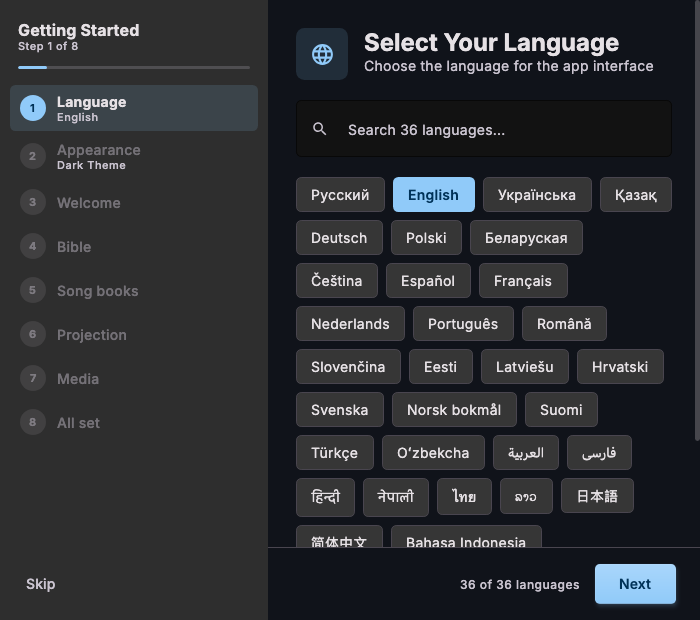 Getting Started
Step 1 of 8
1 Language
English
2 Appearance
Dark Theme
3 Welcome
4 Bible
5 Song books
6 Projection
7 Media
8 All set
Skip
Select Your Language
Choose the language for the app interface
Search 36 languages...
Русский English Українська Қазақ
Deutsch Polski Беларуская
Čeština Español Français
Nederlands Português Română
Slovenčina Eesti Latviešu Hrvatski
Svenska Norsk bokmål Suomi
Türkçe Oʻzbekcha العربية فارسی
हिन्दी नेपाली ไทย ລາວ 日本語
简体中文 Bahasa Indonesia
36 of 36 languages Next